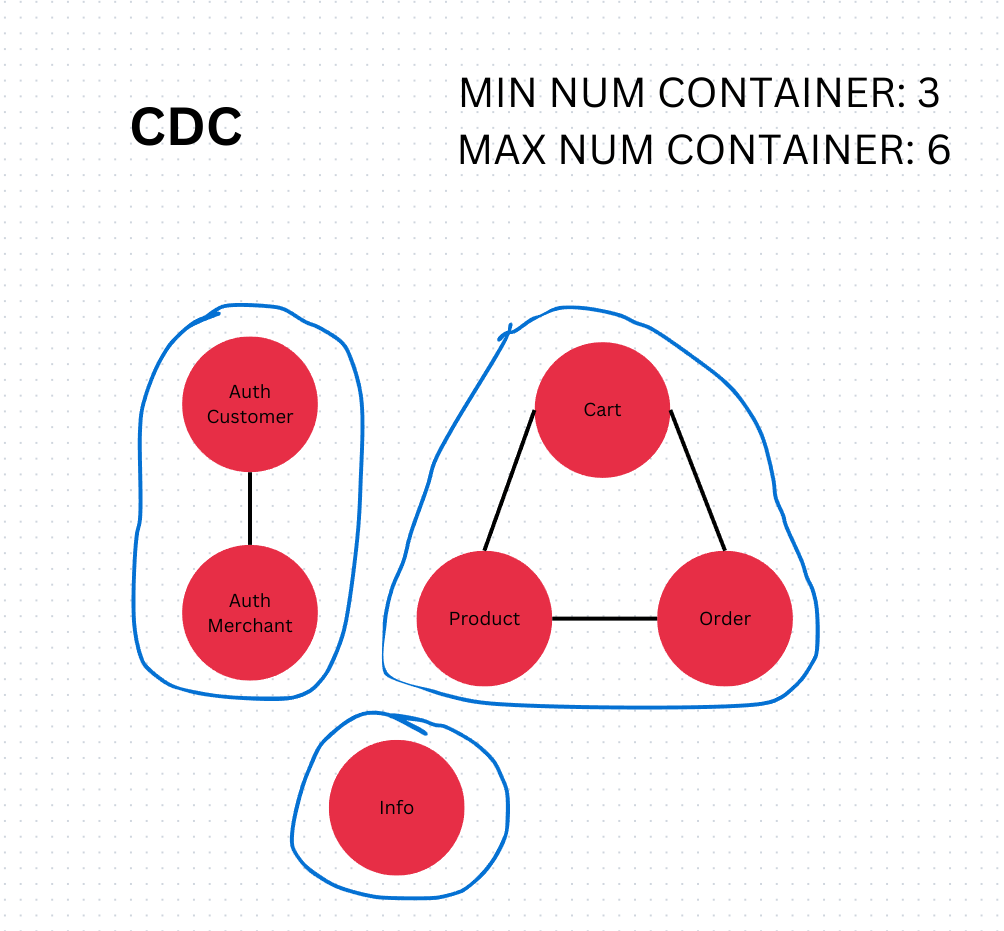 CDC
MIN NUM CONTAINER: 3
MAX NUM CONTAINER: 6
Auth
Customer
Cart
Auth
Merchant
Product
Order
Info